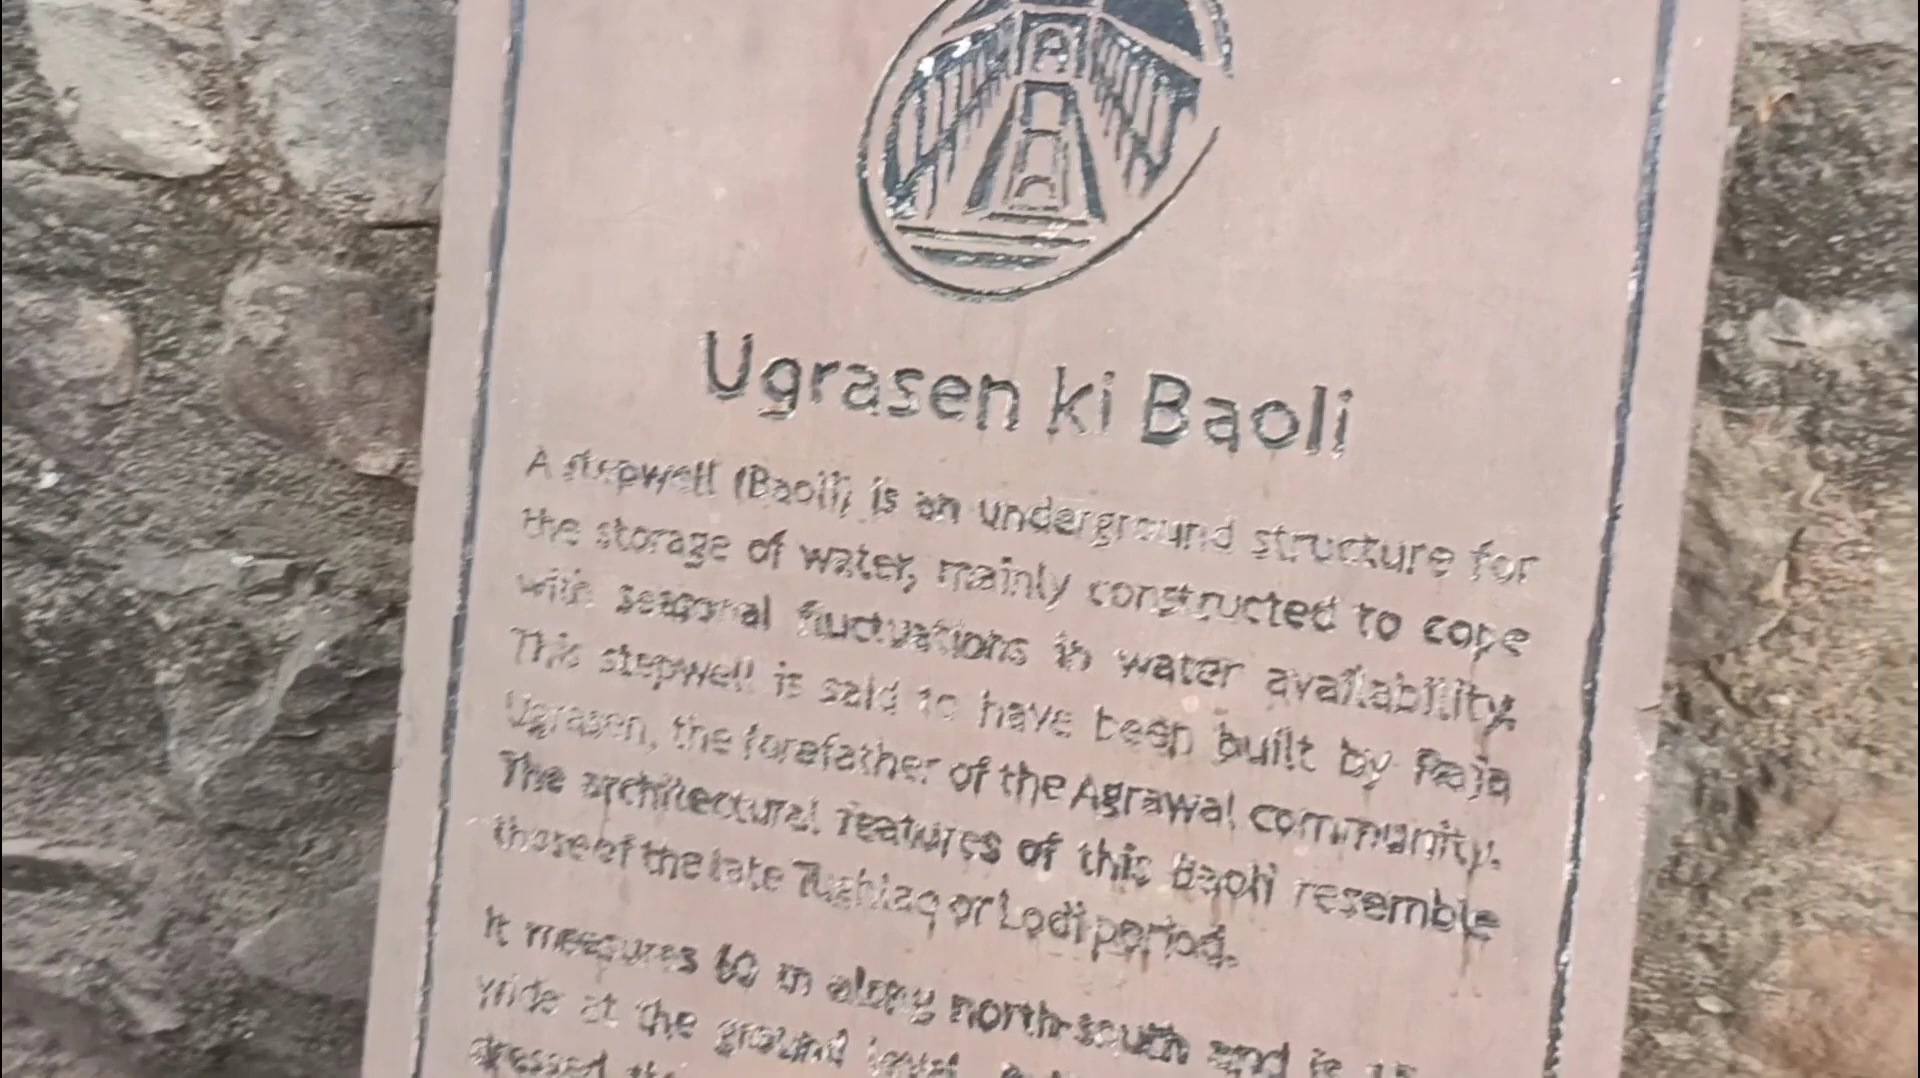 Ugrasen ki Baoli
A stepwell (Baoli) is an underground structure for
the storage of water, mainly constructed to cope
with seasonal fluctuations in water availability.
This stepwell is said to have been built by Raja
Ugrasen, the forefather of the Agrawal community.
The architectural features of this Baoli resemble
those of the late Tughlaq or Lodi period.
It measures 60 m along north-south and is 15
wide at the ground level.
dressed